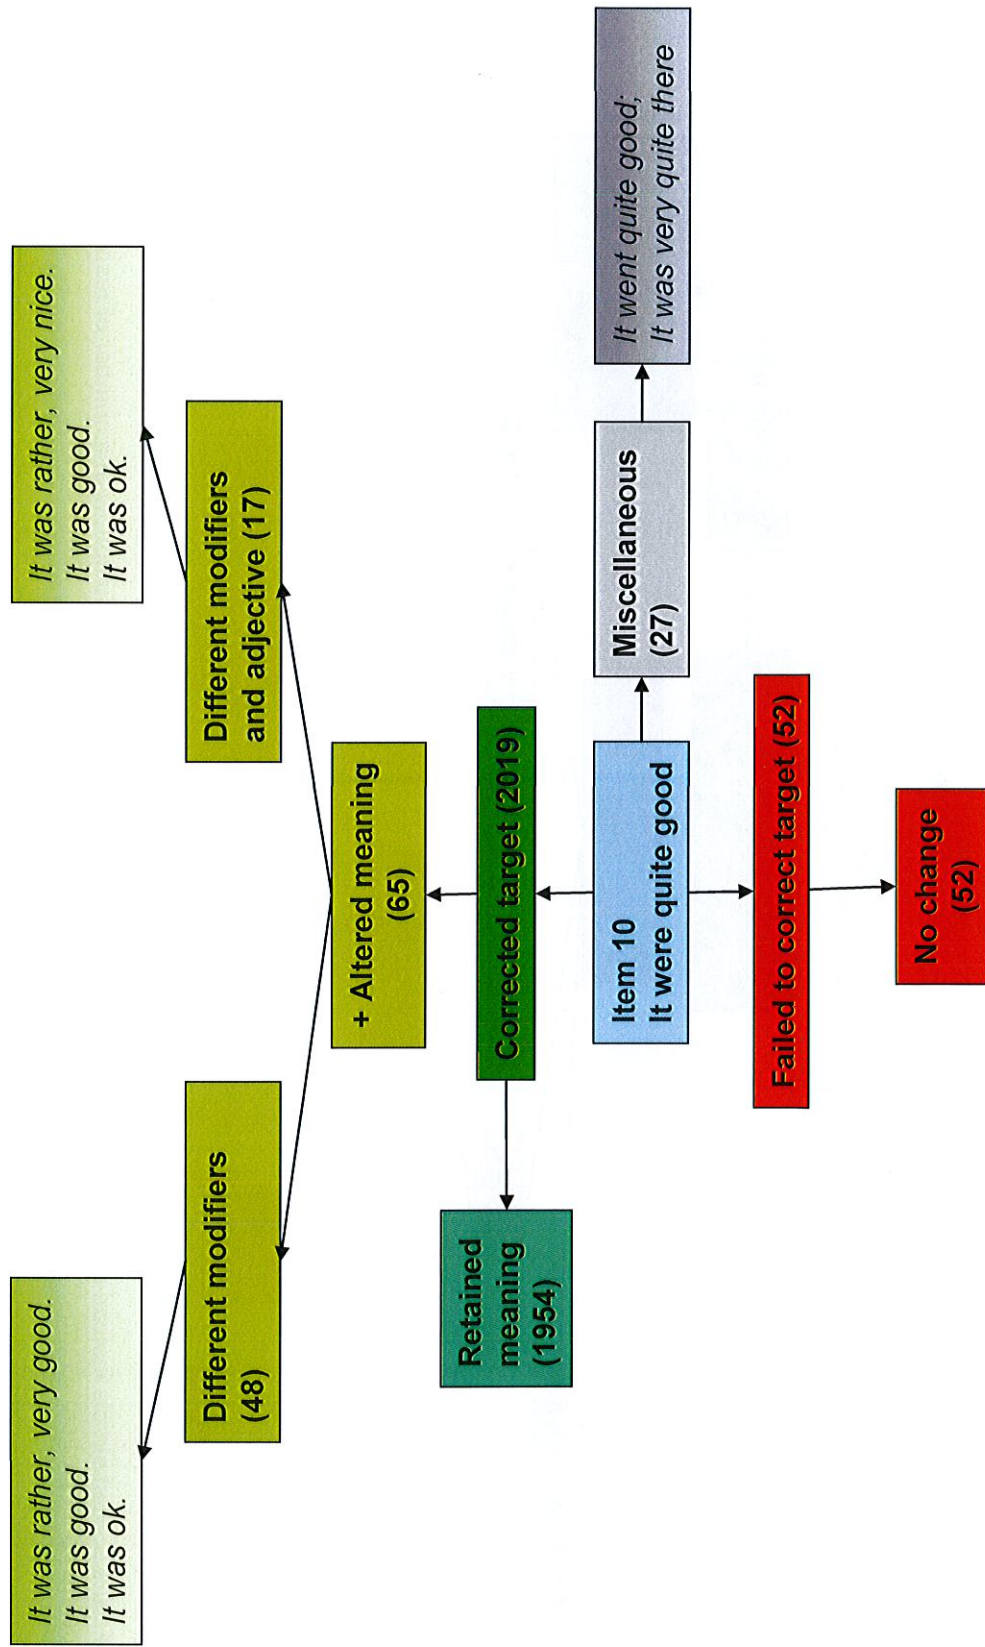 It was rather, very good.
It was good.
It was ok.
It was rather, very nice.
It was good.
It was ok.
Different modifiers
(48)
Different modifiers
and adjective (17)
+ Altered meaning
(65)
Retained
meaning
(1954)
Corrected target (2019)
Item 10
It were quite good
Miscellaneous
(27)
It went quite good;
It was very quite there
Failed to correct target (52)
No change
(52)